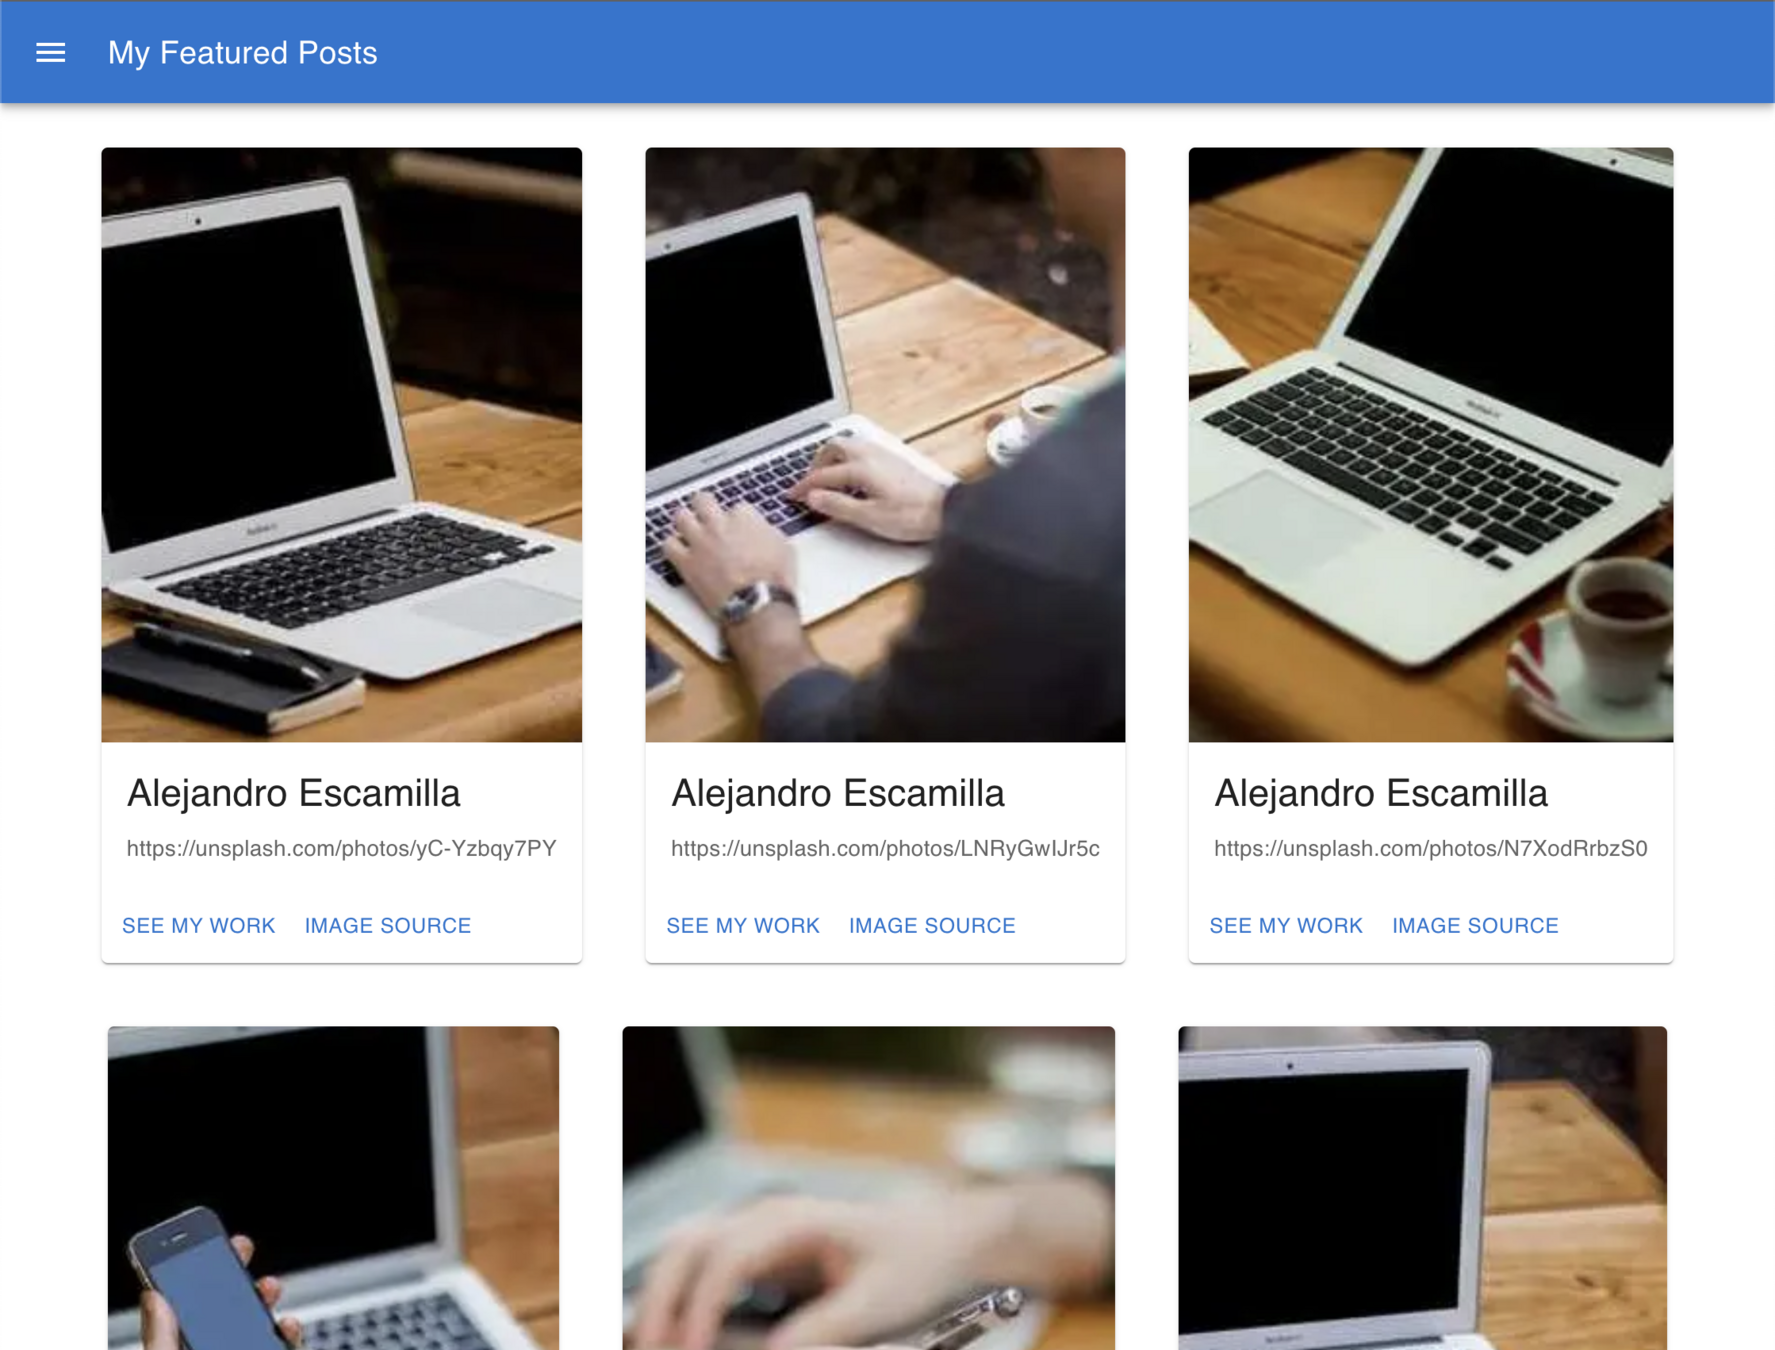 My Featured Posts
Alejandro Escamilla
https://unsplash.com/photos/yC-Yzbqy7PY
SEE MY WORK IMAGE SOURCE
Alejandro Escamilla
https://unsplash.com/photos/LNRyGwIJr5c
SEE MY WORK IMAGE SOURCE
Alejandro Escamilla
https://unsplash.com/photos/N7XodRrbzS0
SEE MY WORK IMAGE SOURCE